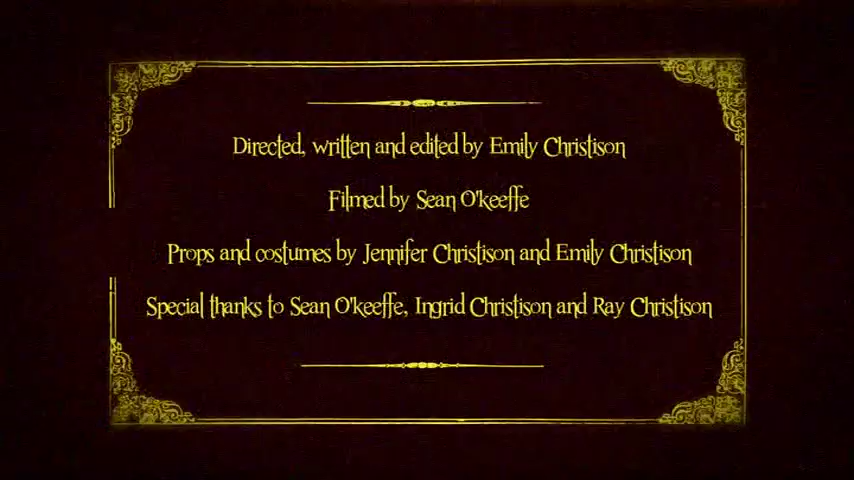 Directed, written and edited by Emily Christison
Filmed by Sean O'keeffe
Props and costumes by Jennifer Christison and Emily Christison
Special thanks to Sean O'keeffe, Ingrid Christison and Ray Christison